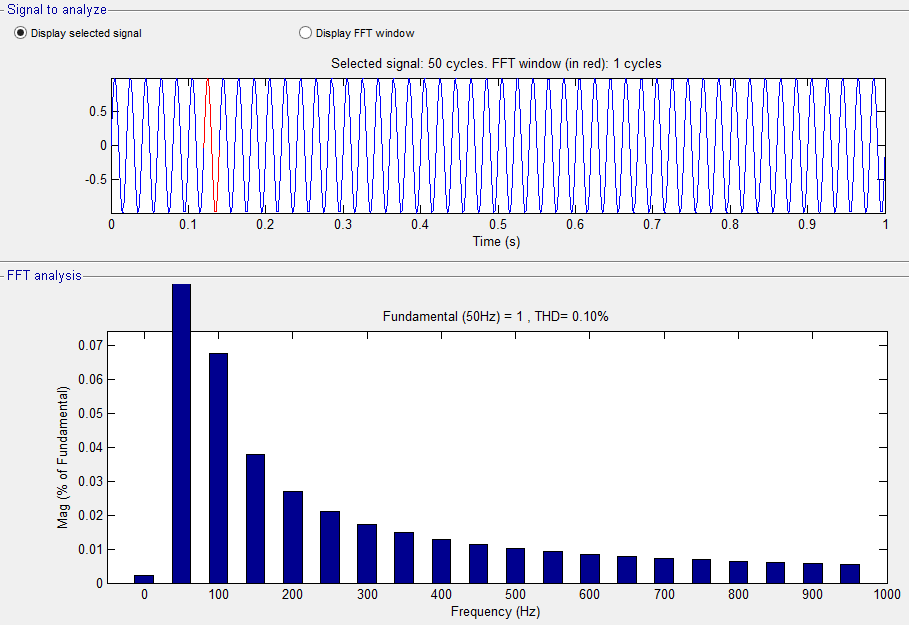 Signal to analyze
Display selected signal
Display FFT window
Selected signal: 50 cycles. FFT window (in red): 1 cycles
0.5
0
-0.5
0 0.1 0.2 0.3 0.4 0.5 0.6 0.7 0.8 0.9 1
Time (s)
FFT analysis
Fundamental (50Hz) = 1 , THD= 0.10%
0.07
0.06
0.05
0.04
0.03
0.02
0.01
0
Mag (% of Fundamental)
0 100 200 300 400 500 600 700 800 900 1000
Frequency (Hz)